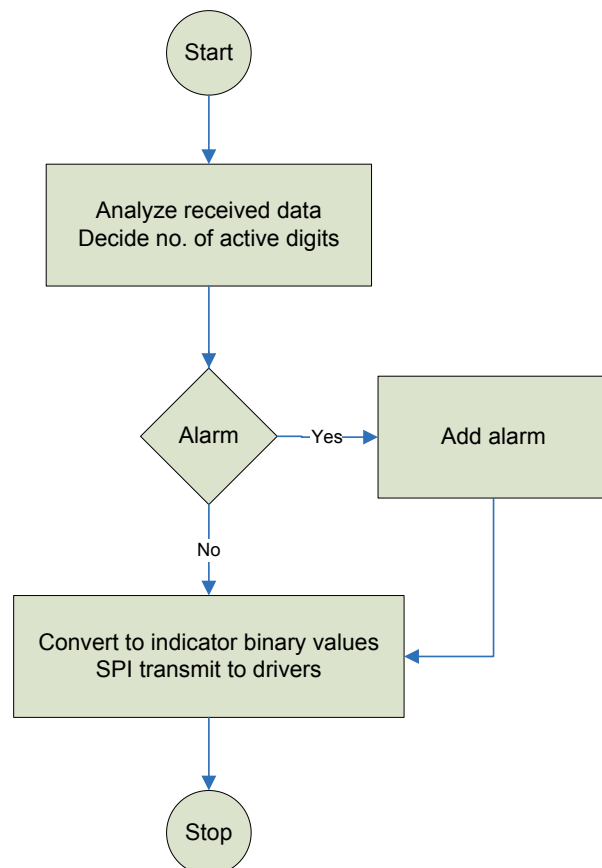 Start
Analyze received data
Decide no. of active digits
Alarm
Yes
Add alarm
No
Convert to indicator binary values
SPI transmit to drivers
Stop